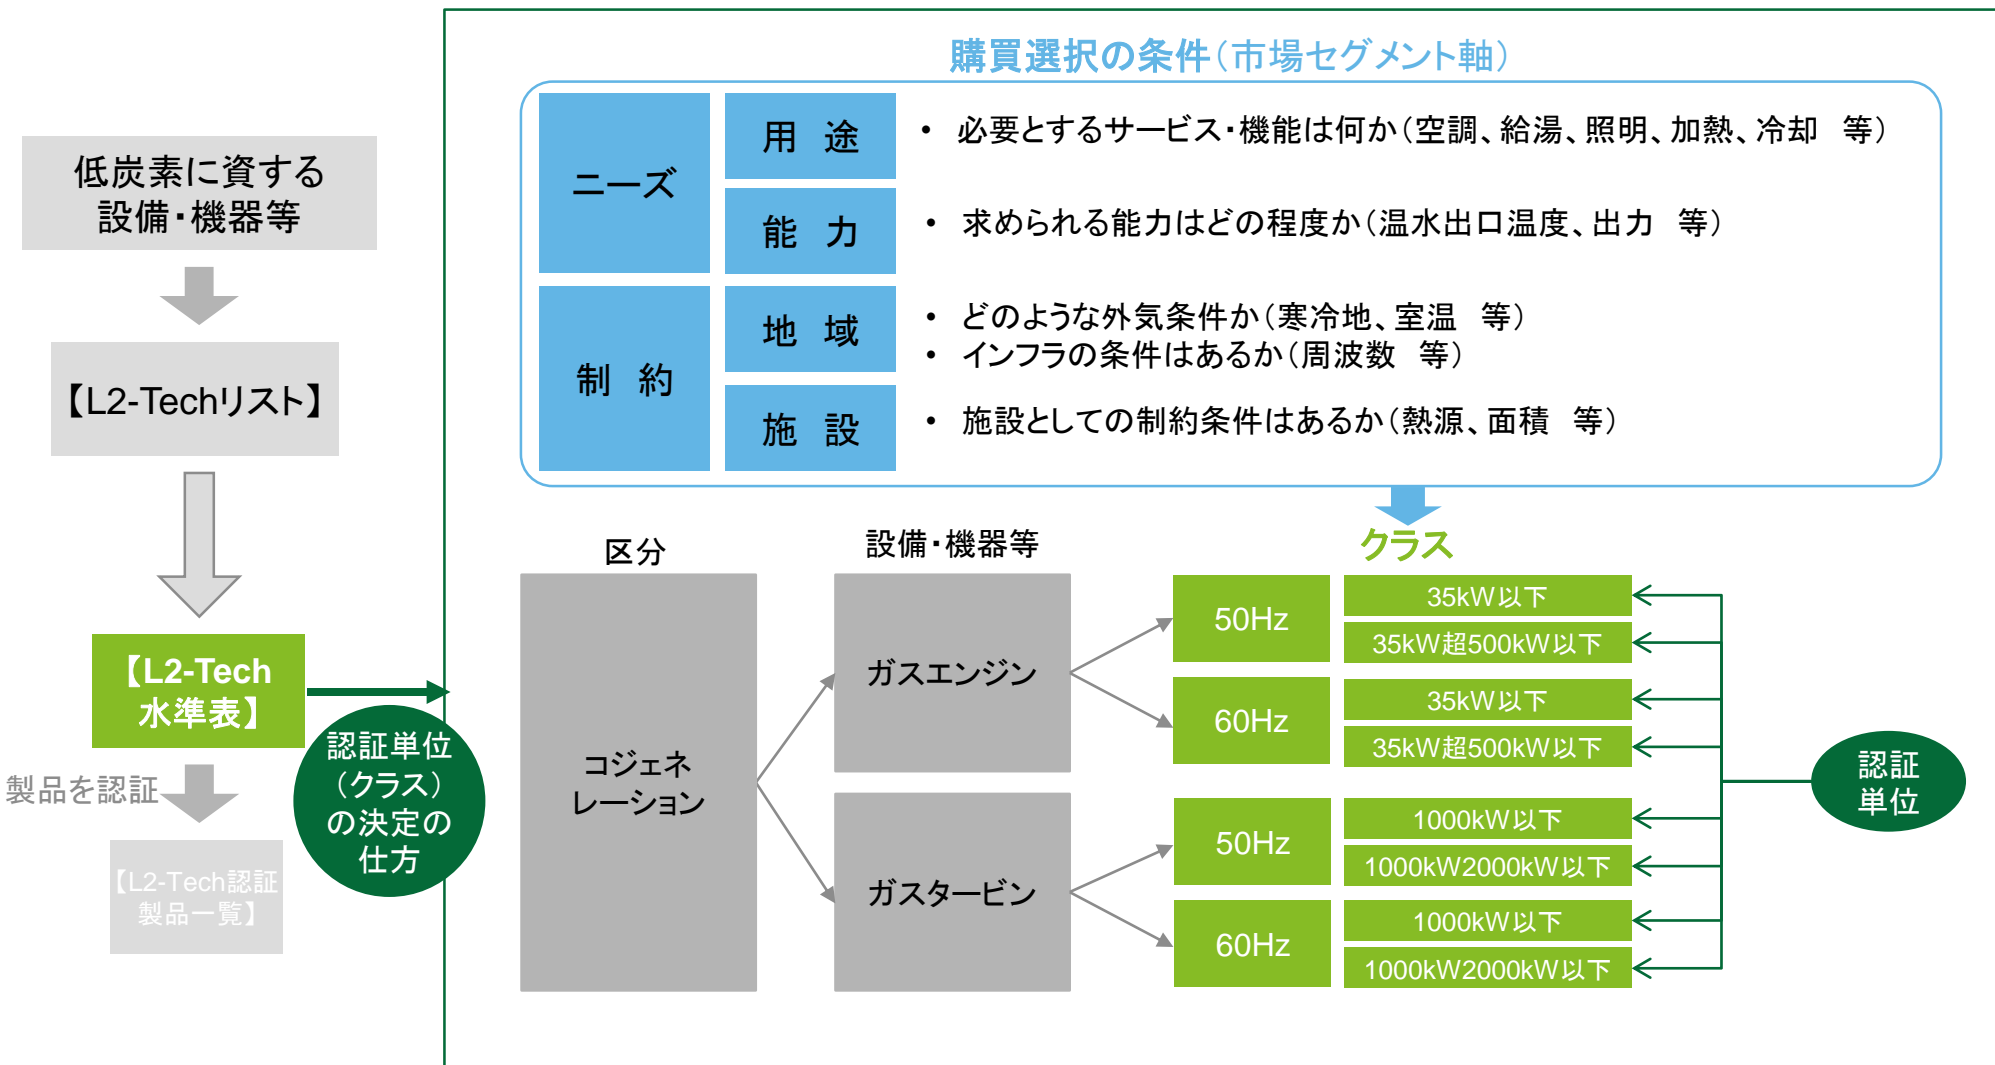 低炭素に資する
設備・機器等
【L2-Techリスト】
【L2-Tech
水準表】
製品を認証
【L2-Tech認証
製品一覧】
認証単位
（クラス）
の決定の
仕方
購買選択の条件（市場セグメント軸）
ニーズ
用　途
• 必要とするサービス・機能は何か（空調、給湯、照明、加熱、冷却　等）
能　力
• 求められる能力はどの程度か（温水出口温度、出力　等）
制　約
地　域
• どのような外気条件か（寒冷地、室温　等）
• インフラの条件はあるか（周波数　等）
施　設
• 施設としての制約条件はあるか（熱源、面積　等）
区分
設備・機器等
クラス
コジェネ
レーション
ガスエンジン
50Hz
35kW以下
35kW超500kW以下
60Hz
35kW以下
35kW超500kW以下
ガスタービン
50Hz
1000kW以下
1000kW2000kW以下
60Hz
1000kW以下
1000kW2000kW以下
認証
単位